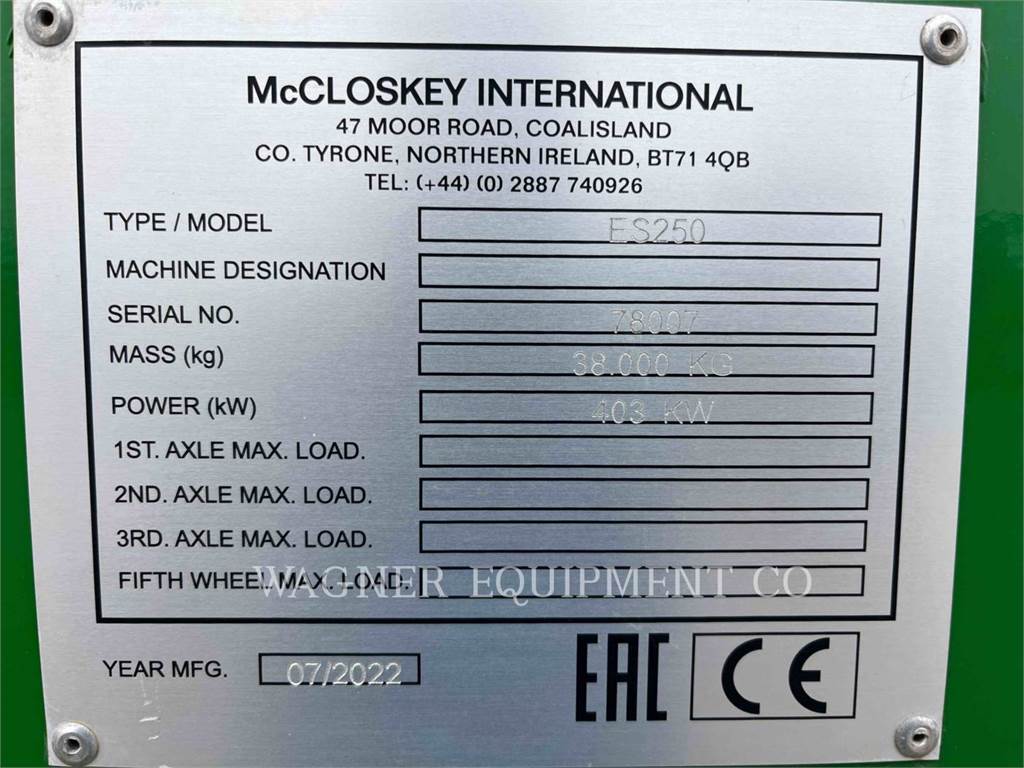 McCLOSKEY INTERNATIONAL
47 MOOR ROAD, COALISLAND
CO. TYRONE, NORTHERN IRELAND, BT71 4QB
TEL: (+44) (0) 2887 740926
TYPE / MODEL ES250
MACHINE DESIGNATION
SERIAL NO. 78007
MASS (kg) 38.000 KG
POWER (kW) 403 KW
1ST. AXLE MAX. LOAD.
2ND. AXLE MAX. LOAD.
3RD. AXLE MAX. LOAD.
FIFTH WHEEL MAX. LOAD.
WAGNER EQUIPMENT CO
YEAR MFG. 07/2022
EAC CE